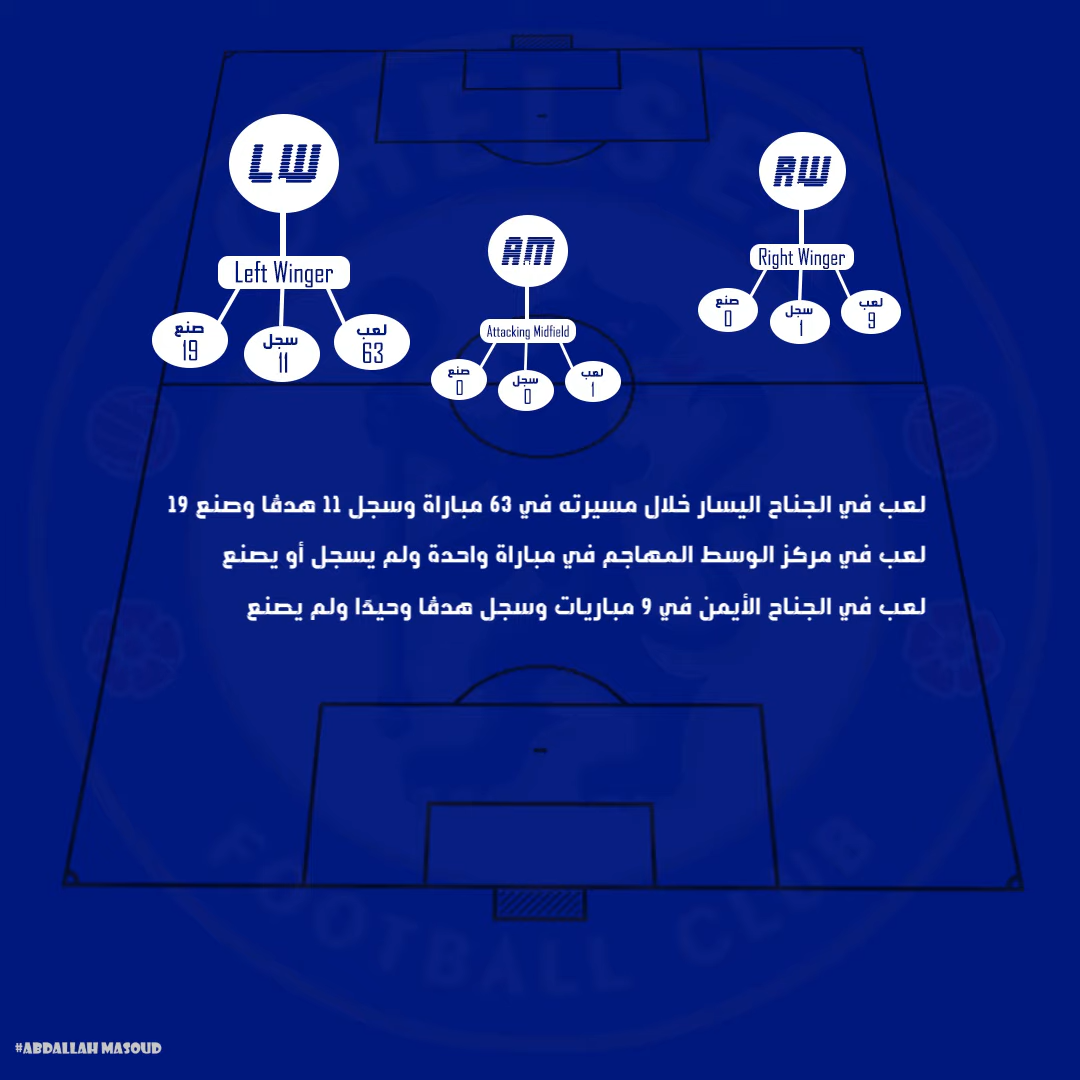 CHELSEA
LW
Left Winger
صنع
19
سجل
11
لعب
63
AM
Attacking Midfield
صنع
0
سجل
0
لعب
1
RW
Right Winger
صنع
0
سجل
1
لعب
9
لعب في الجناح اليسار خلال مسيرته في 63 مباراة وسجل 11 هدفًا وصنع 19
لعب في مركز الوسط المهاجم في مباراة واحدة ولم يسجل أو يصنع
لعب في الجناح الأيمن في 9 مباريات وسجل هدفًا وحيدًا ولم يصنع
FOOTBALL CLUB
#ABDALLAH MASOUD